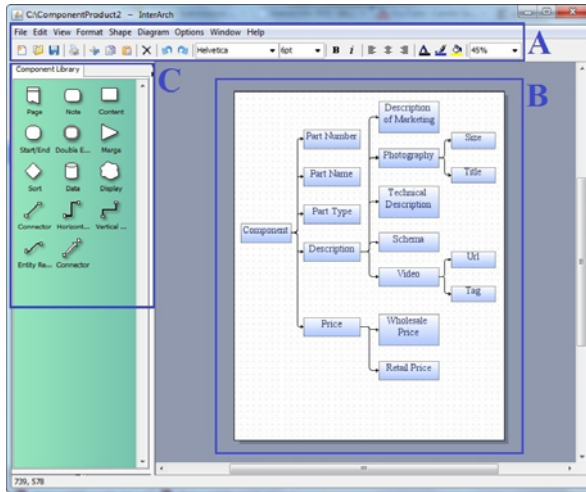 C:\ComponentProduct2 – InterArch
File Edit View Format Shape Diagram Options Window Help
Helvetica 6pt B i A 45%
A
Component Library
C
B
Page Note Content
Start/End Double E... Marge
Sort Data Display
Connector Horizont... Vertical ...
Entity Re... Connector
Description
of Marketing
Part Number
Size
Photography
Part Name
Title
Technical
Description
Part Type
Component
Schema
Description
Url
Video
Tag
Price
Wholesale
Price
Retail Price
739, 578